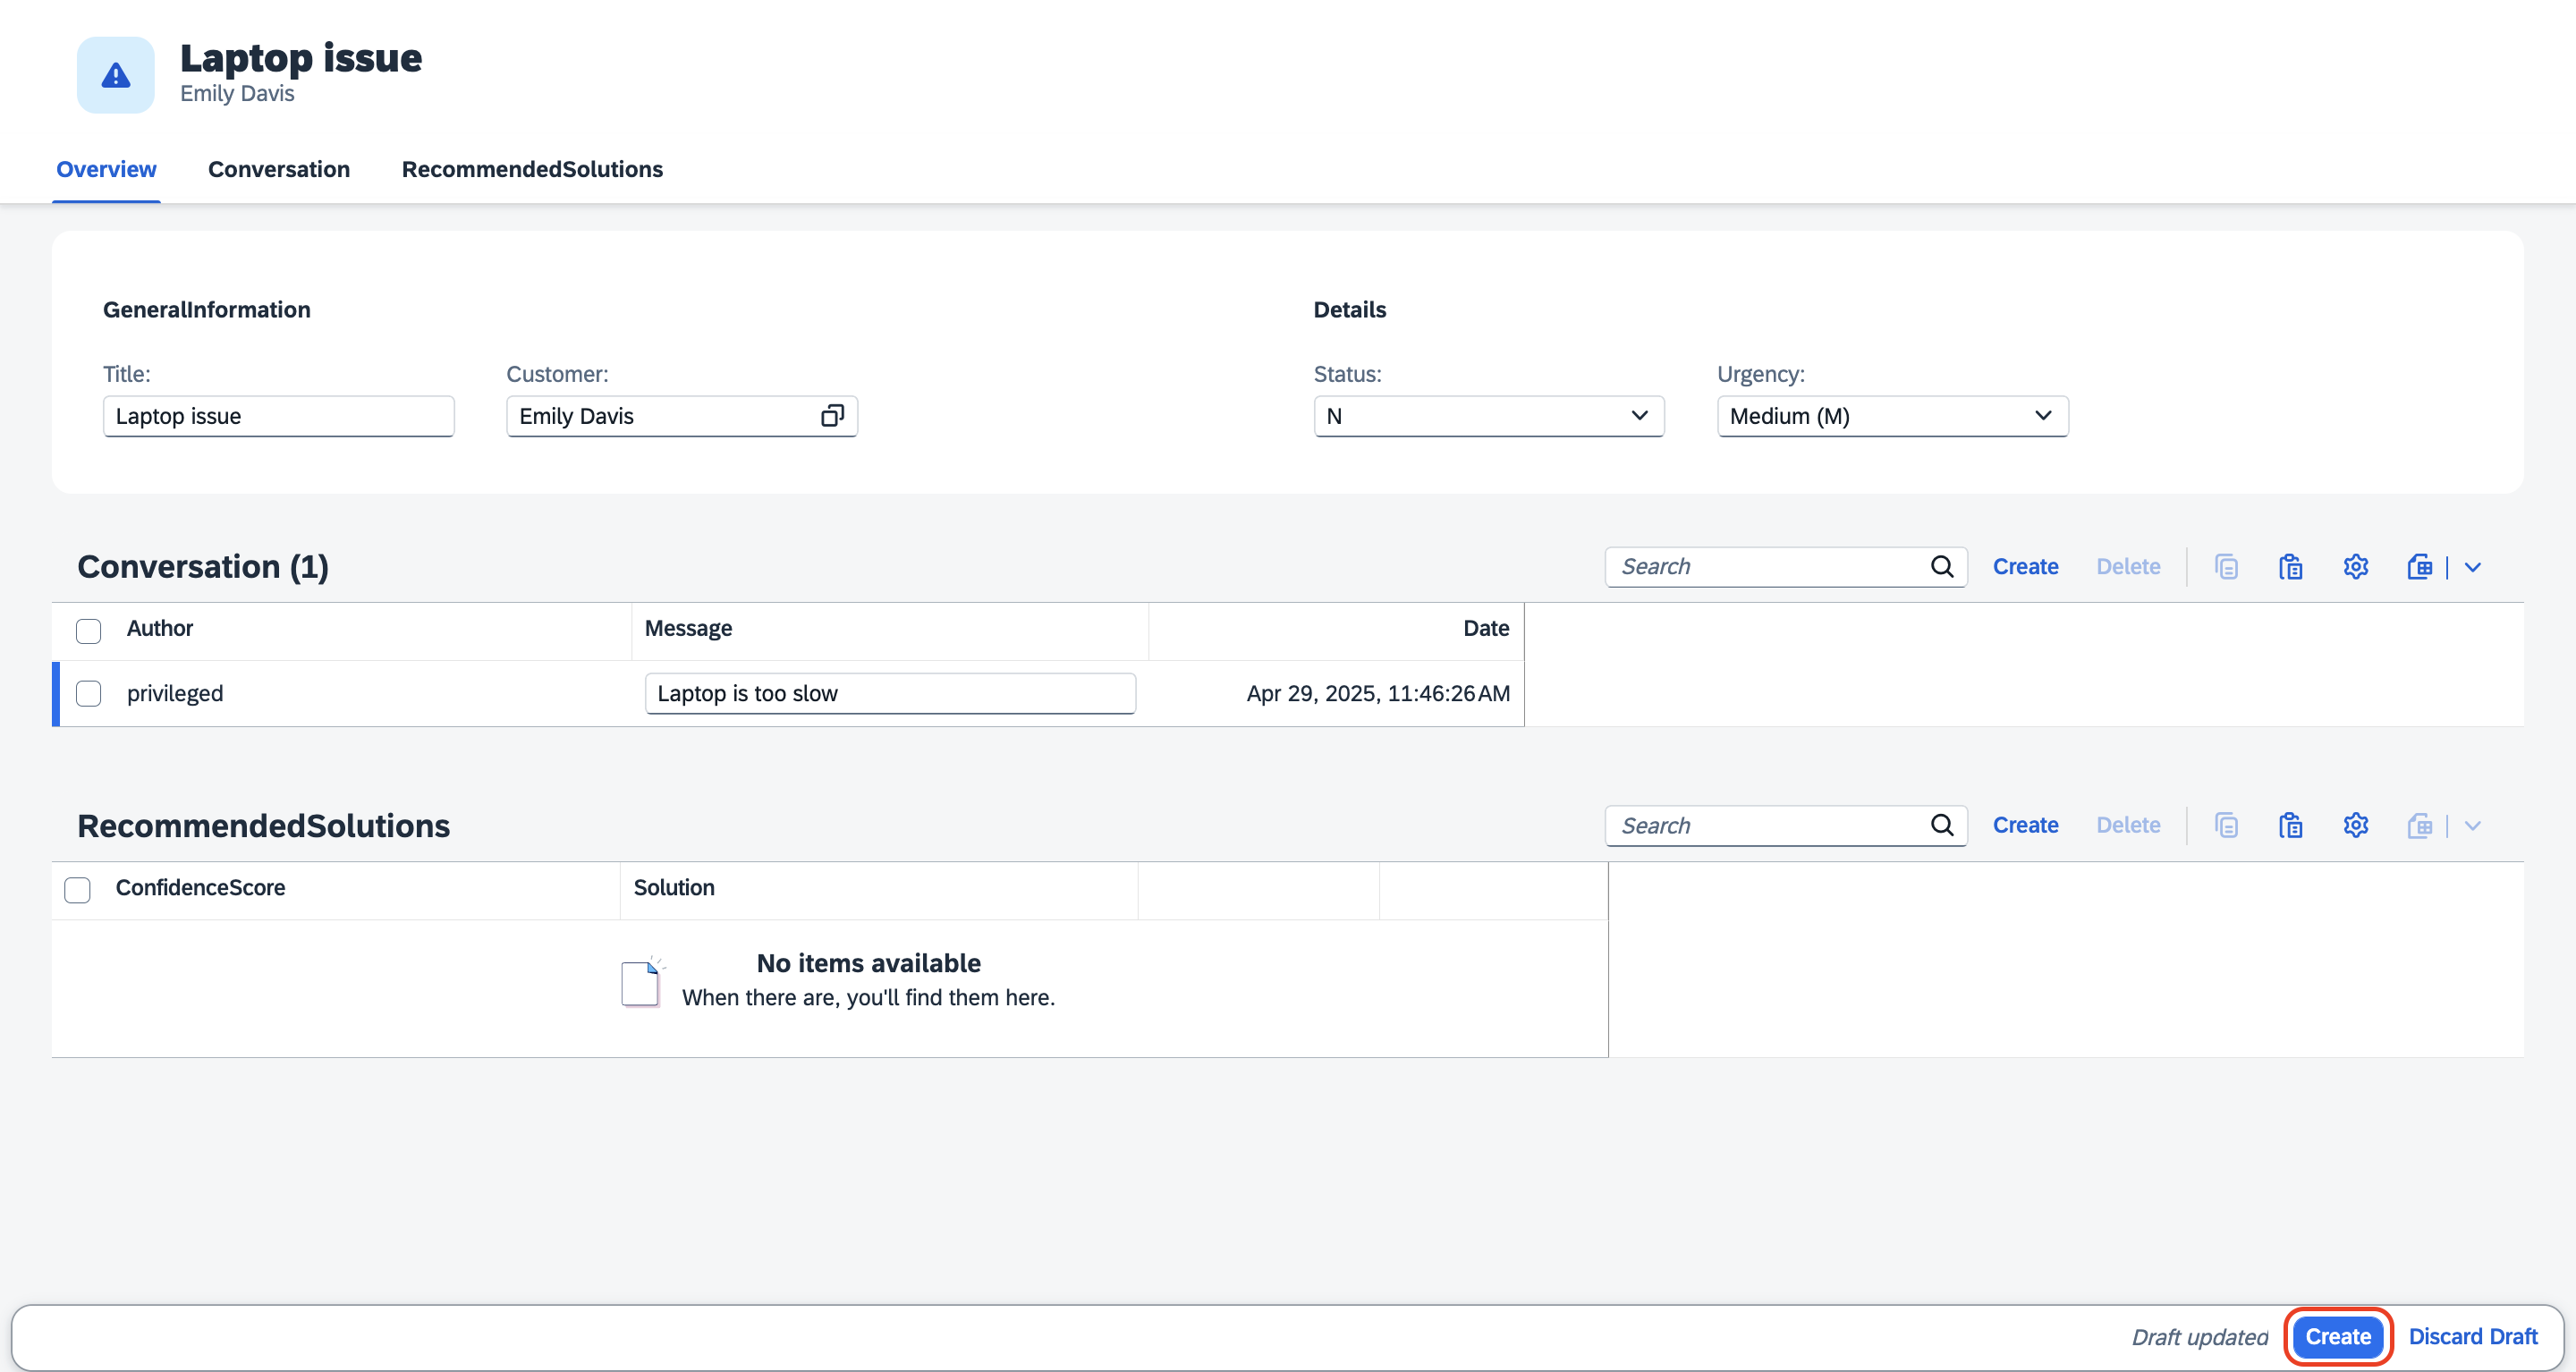 Laptop issue
Emily Davis
Overview Conversation RecommendedSolutions
GeneralInformation Details
Title: Customer: Status: Urgency:
Laptop issue Emily Davis N Medium (M)
Conversation (1) Search Create Delete
Author Message Date
privileged Laptop is too slow Apr 29, 2025, 11:46:26 AM
RecommendedSolutions Search Create Delete
ConfidenceScore Solution
No items available
When there are, you'll find them here.
Draft updated Create Discard Draft